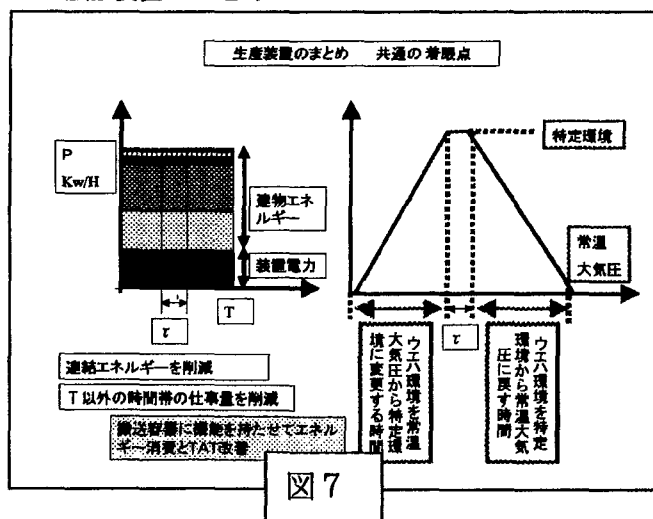 生産装置のまとめ 共通の着眼点
P
Kw/H
建物エネ
ルギー
装置電力
τ
T
特定環境
常温
大気圧
τ
ウエハ環境を常温
大気圧から特定環
境に変更する時間
ウエハ環境を特定
環境から常温大気
圧に戻す時間
連結エネルギーを削減
T以外の時間帯の仕事量を削減
搬送容器に機能を持たせてエネル
ギー消費とTAT改善
図7